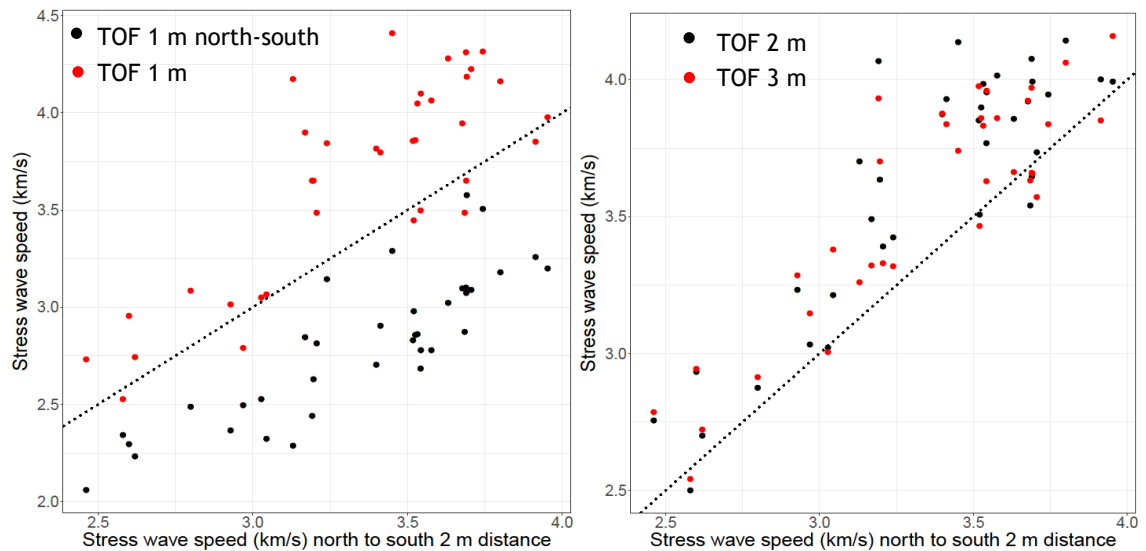 TOF 1 m north-south
TOF 1 m
4.5
4.0
3.5
3.0
2.5
2.0
Stress wave speed (km/s)
2.5 3.0 3.5 4.0
Stress wave speed (km/s) north to south 2 m distance
TOF 2 m
TOF 3 m
4.0
3.5
3.0
2.5
Stress wave speed (km/s)
3.0 3.5 4.0
Stress wave speed (km/s) north to south 2 m distance